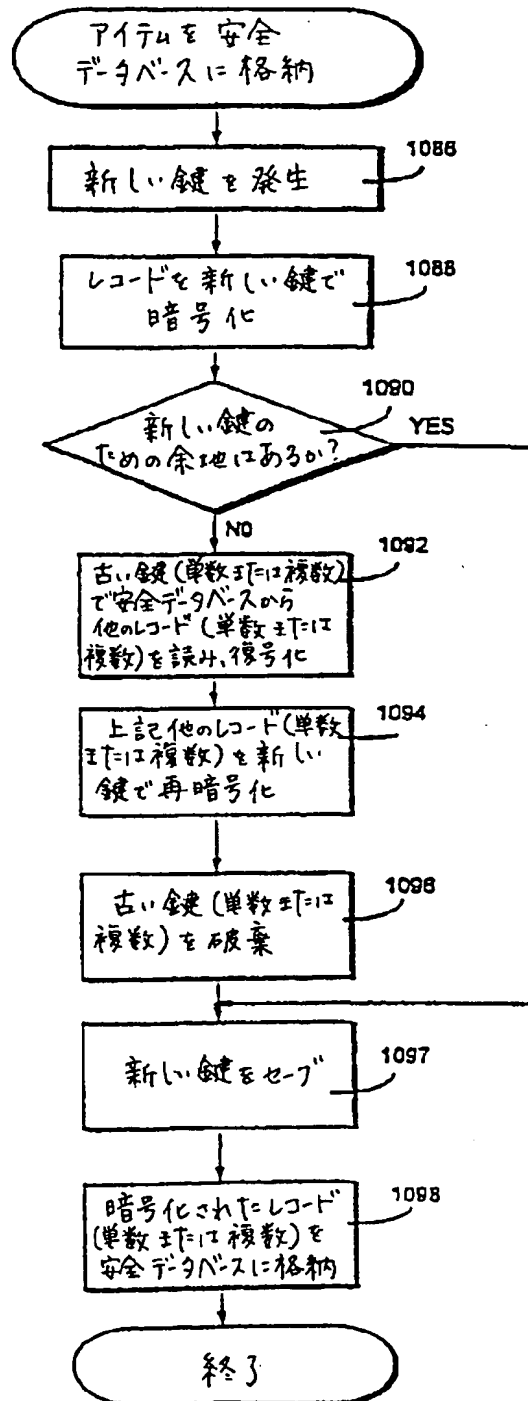 アイテムを安全
データベースに格納
1086
新しい鍵を発生
1088
レコードを新しい鍵で
暗号化
1090
新しい鍵の
ための余地はあるか?
YES
NO
1092
古い鍵(単数または複数)
で安全データベースから
他のレコード(単数または
複数)を読み、復号化
1094
上記他のレコード(単数
または複数)を新しい
鍵で再暗号化
1096
古い鍵(単数または
複数)を破棄
1097
新しい鍵をセーブ
1098
暗号化されたレコード
(単数または複数)を
安全データベースに格納
終了